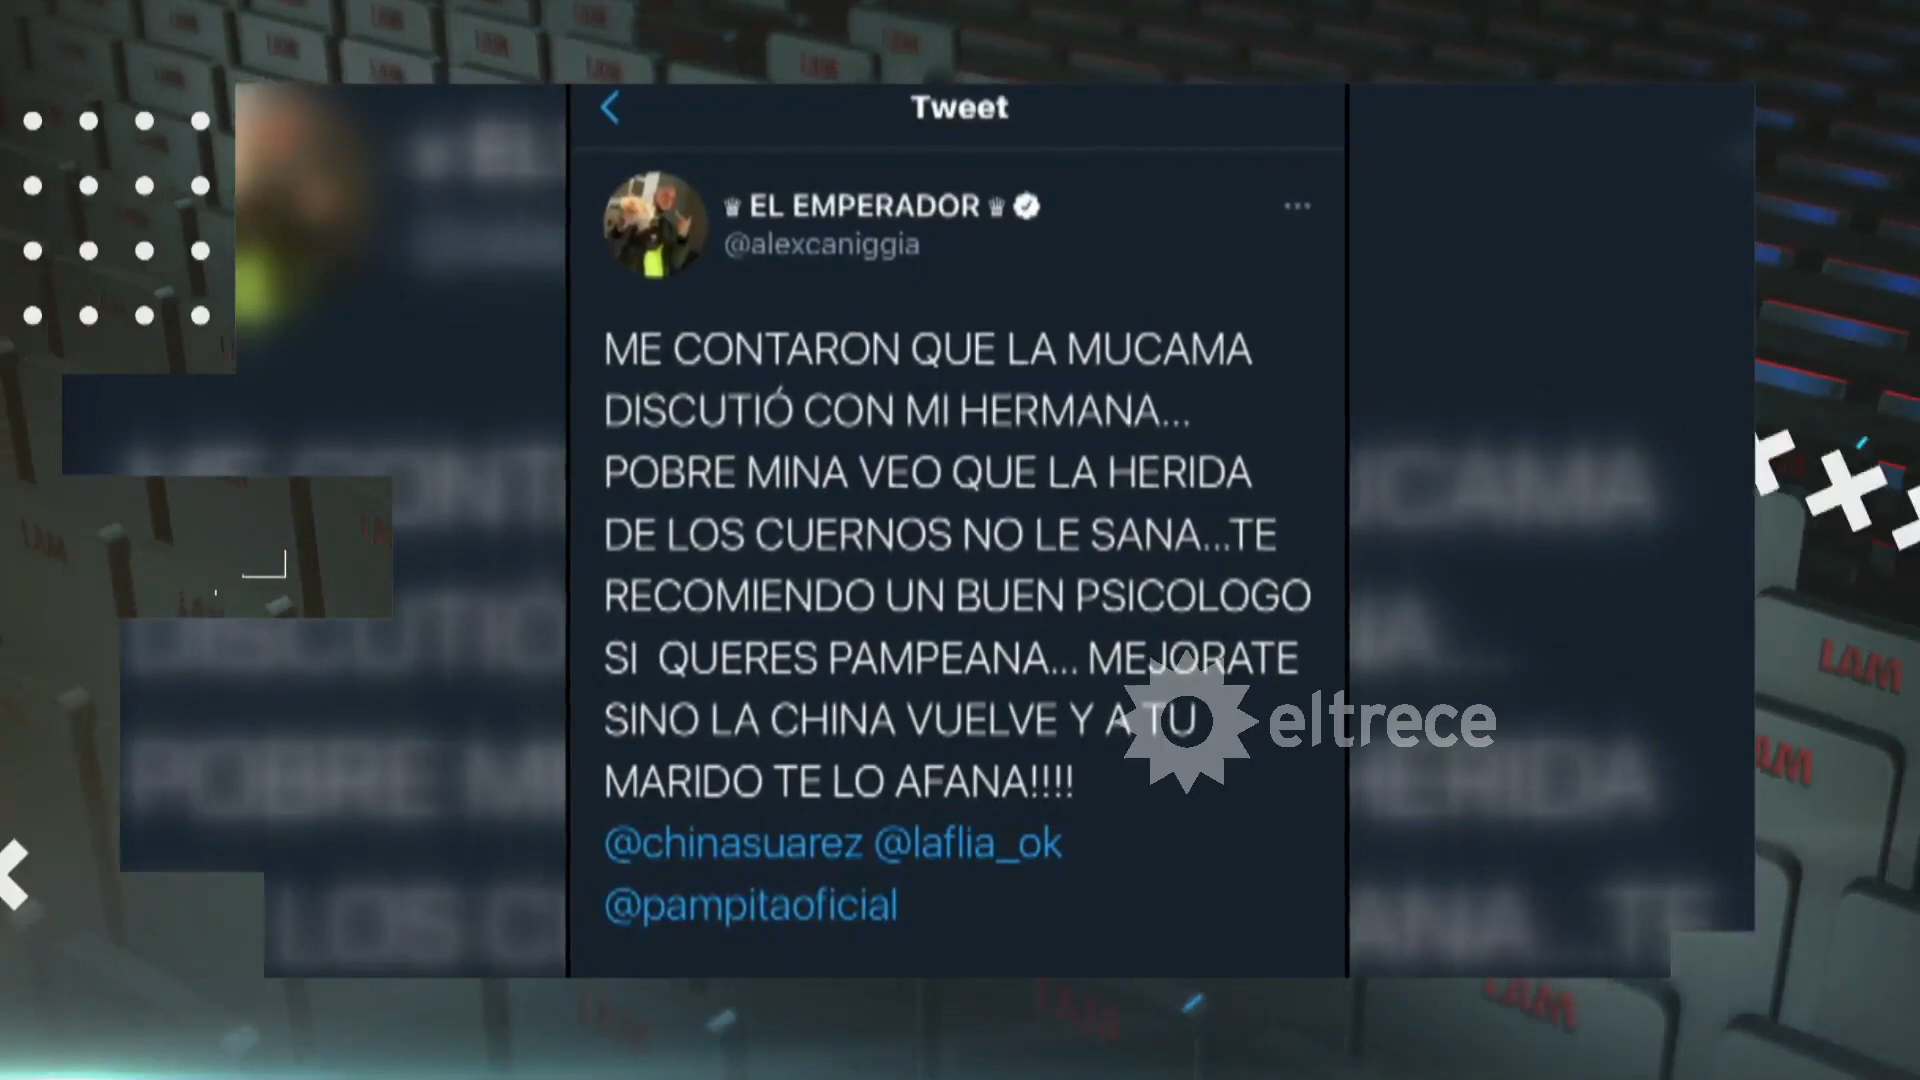 Tweet
♛ EL EMPERADOR ♛
@alexcaniggia
ME CONTARON QUE LA MUCAMA
DISCUTIÓ CON MI HERMANA...
POBRE MINA VEO QUE LA HERIDA
DE LOS CUERNOS NO LE SANA...TE
RECOMIENDO UN BUEN PSICOLOGO
SI  QUERES PAMPEANA... MEJORATE
SINO LA CHINA VUELVE Y A TU
MARIDO TE LO AFANA!!!!
@chinasuarez @laflia_ok
@pampitaoficial
eltrece
LAM